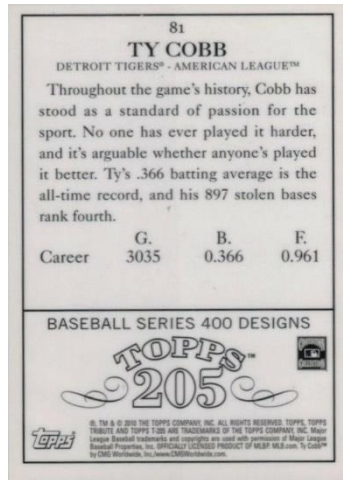 81
TY COBB
DETROIT TIGERS® - AMERICAN LEAGUE™
Throughout the game's history, Cobb has
stood as a standard of passion for the
sport. No one has ever played it harder,
and it's arguable whether anyone's played
it better. Ty's .366 batting average is the
all-time record, and his 897 stolen bases
rank fourth.
G. B. F.
Career 3035 0.366 0.961
BASEBALL SERIES 400 DESIGNS
TOPPS™
205
Topps
®, TM & © 2010 THE TOPPS COMPANY, INC. ALL RIGHTS RESERVED. TOPPS, TOPPS
TRIBUTE AND TOPPS T-205 ARE TRADEMARKS OF THE TOPPS COMPANY, INC. Major
League Baseball trademarks and copyrights are used with permission of Major League
Baseball Properties, Inc. OFFICIALLY LICENSED PRODUCT OF MLBP. MLB.com. Ty Cobb™
by CMG Worldwide, Inc./www.CMGWorldwide.com.